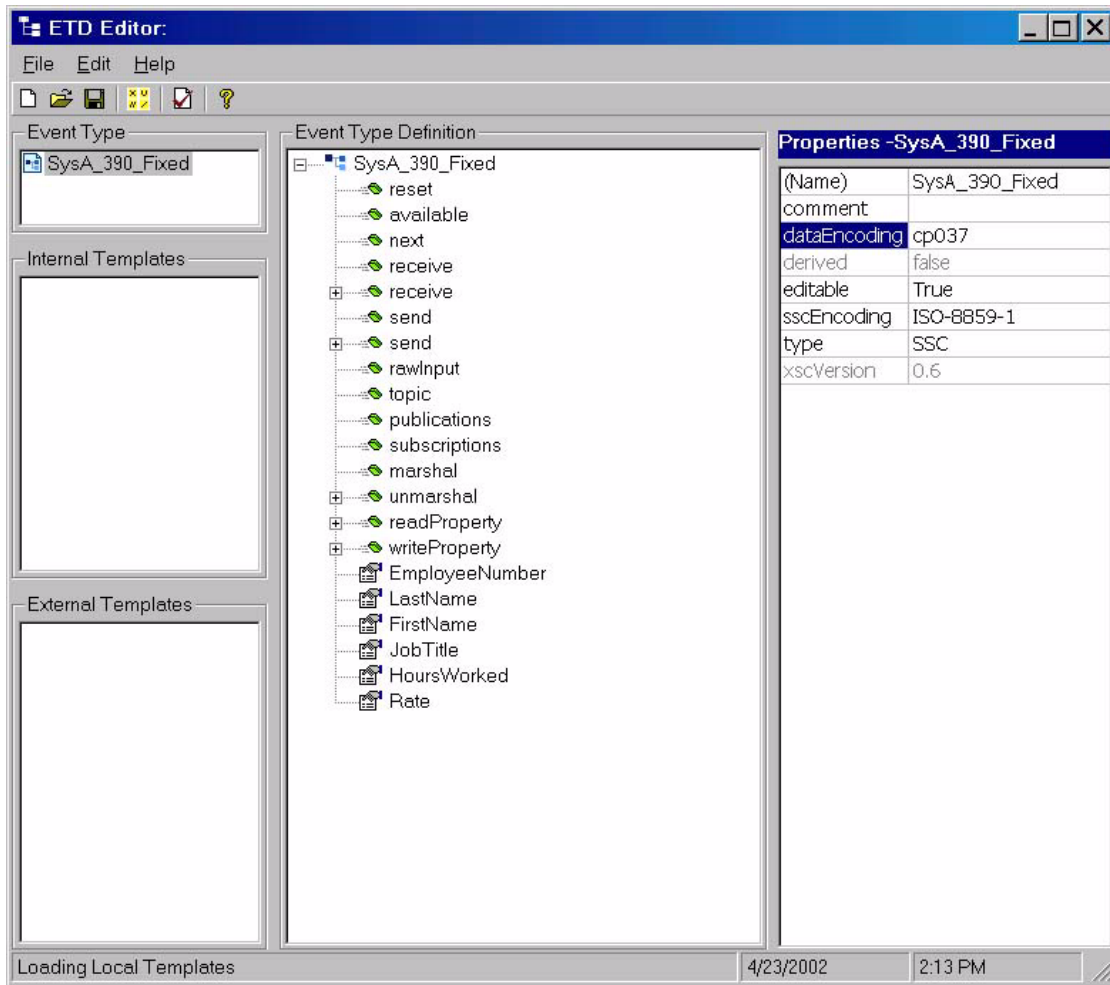 ETD Editor:
File Edit Help
Event Type
SysA_390_Fixed
Internal Templates
External Templates
Event Type Definition
SysA_390_Fixed
reset
available
next
receive
receive
send
send
rawInput
topic
publications
subscriptions
marshal
unmarshal
readProperty
writeProperty
EmployeeNumber
LastName
FirstName
JobTitle
HoursWorked
Rate
Properties -SysA_390_Fixed
(Name) SysA_390_Fixed
comment
dataEncoding cp037
derived false
editable True
sscEncoding ISO-8859-1
type SSC
xscVersion 0.6
Loading Local Templates 4/23/2002 2:13 PM